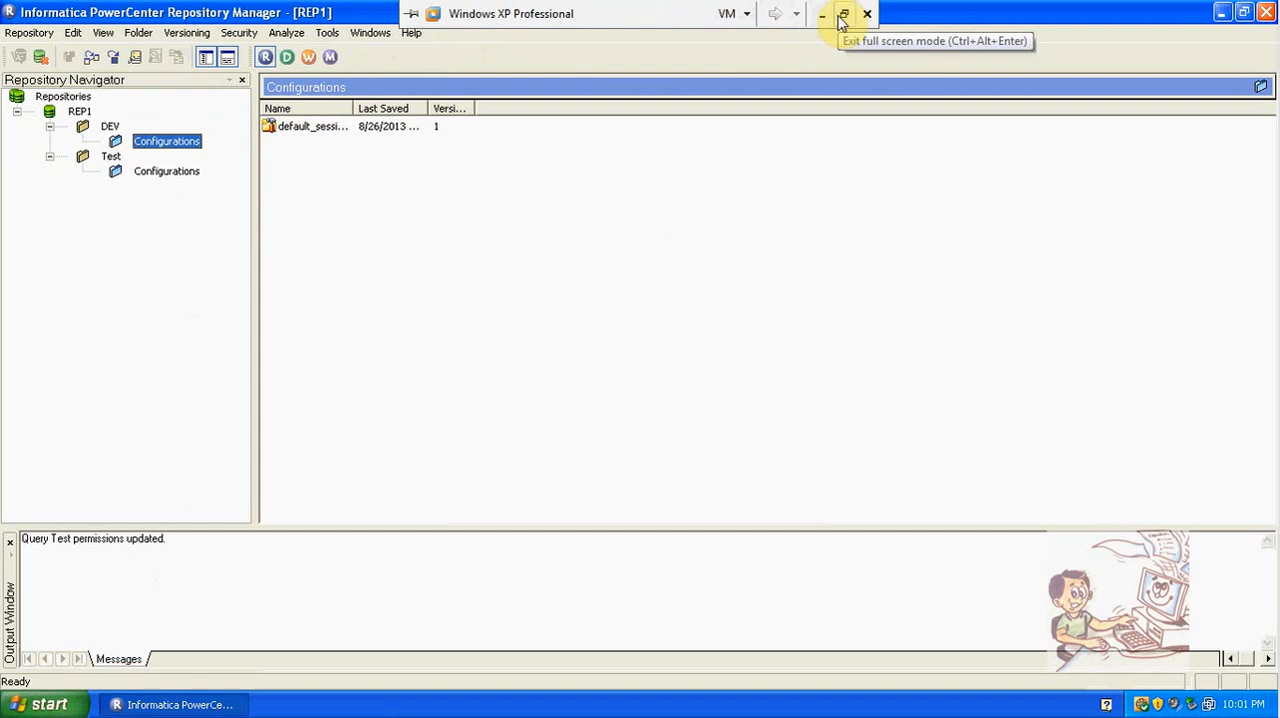 Informatica PowerCenter Repository Manager - [REP1]
Windows XP Professional VM
Exit full screen mode (Ctrl+Alt+Enter)
Repository Edit View Folder Versioning Security Analyze Tools Windows Help
R D W M
Repository Navigator
Configurations
Repositories
REP1
DEV
Configurations
Test
Configurations
Name Last Saved Versi...
default_sessi... 8/26/2013 ... 1
Query Test permissions updated.
Output Window
Messages
Ready
start Informatica PowerCe... 10:01 PM